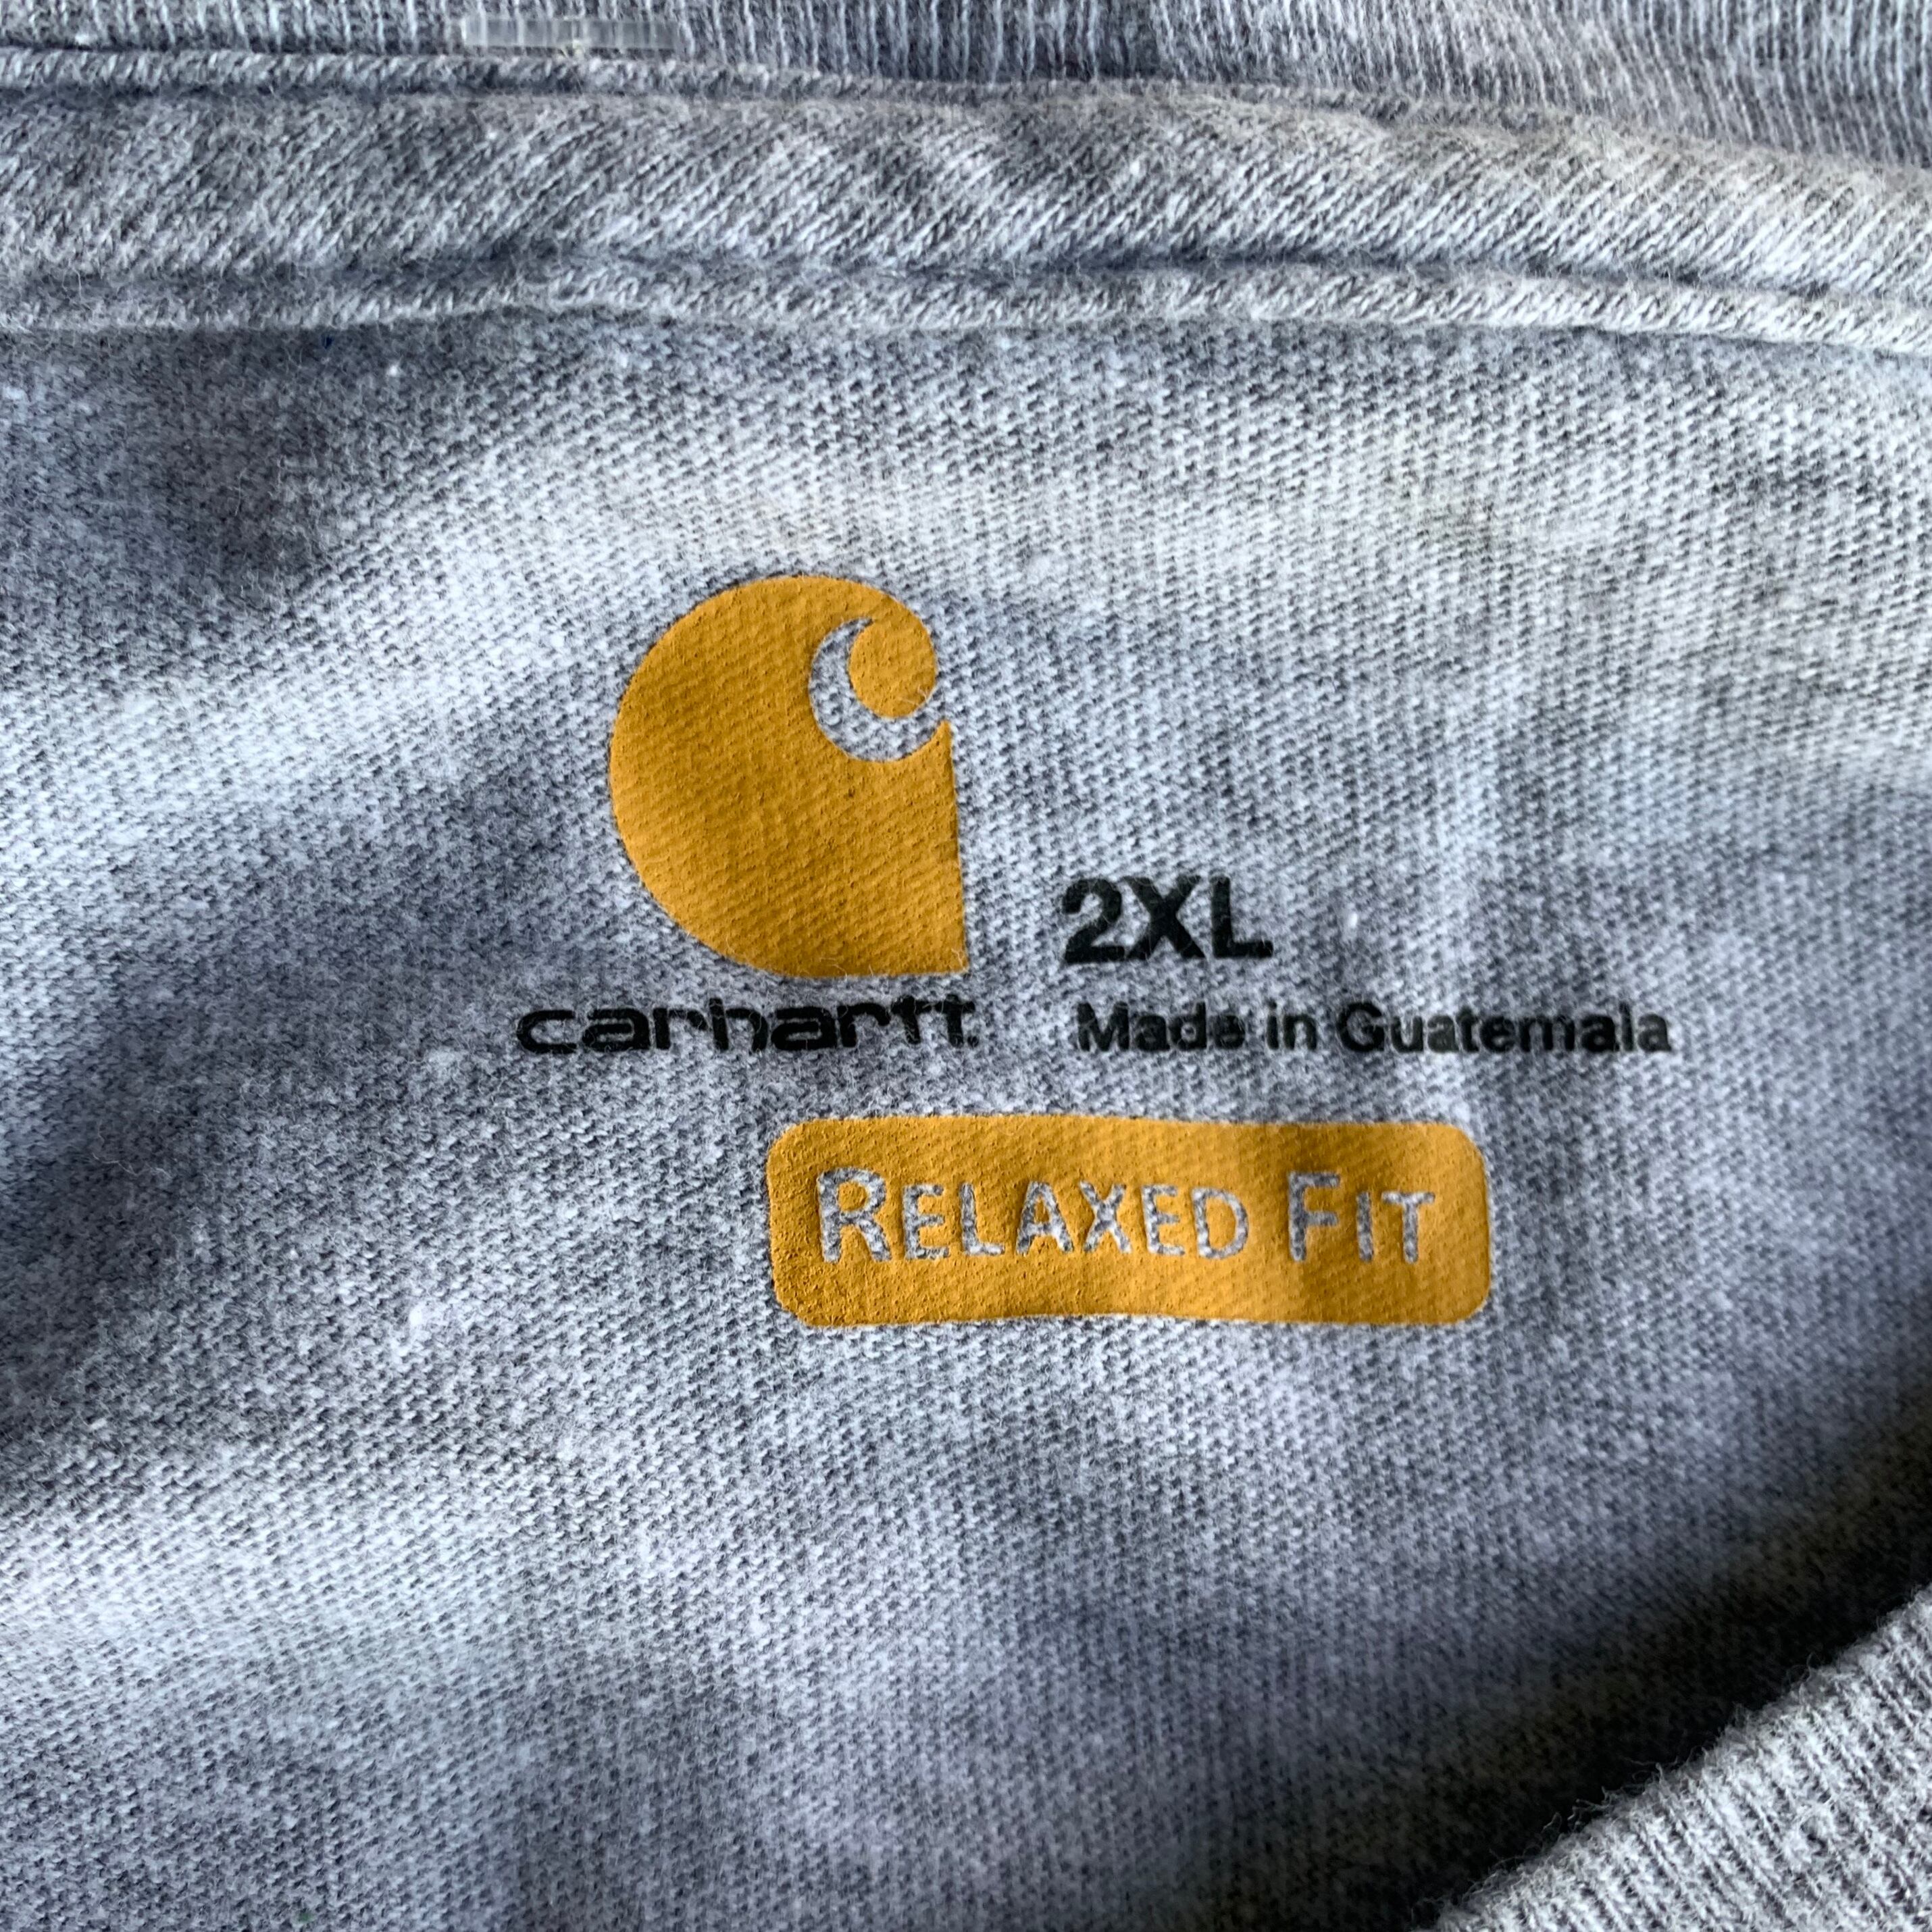 2XL
carhartt
Made in Guatemala
RELAXED FIT